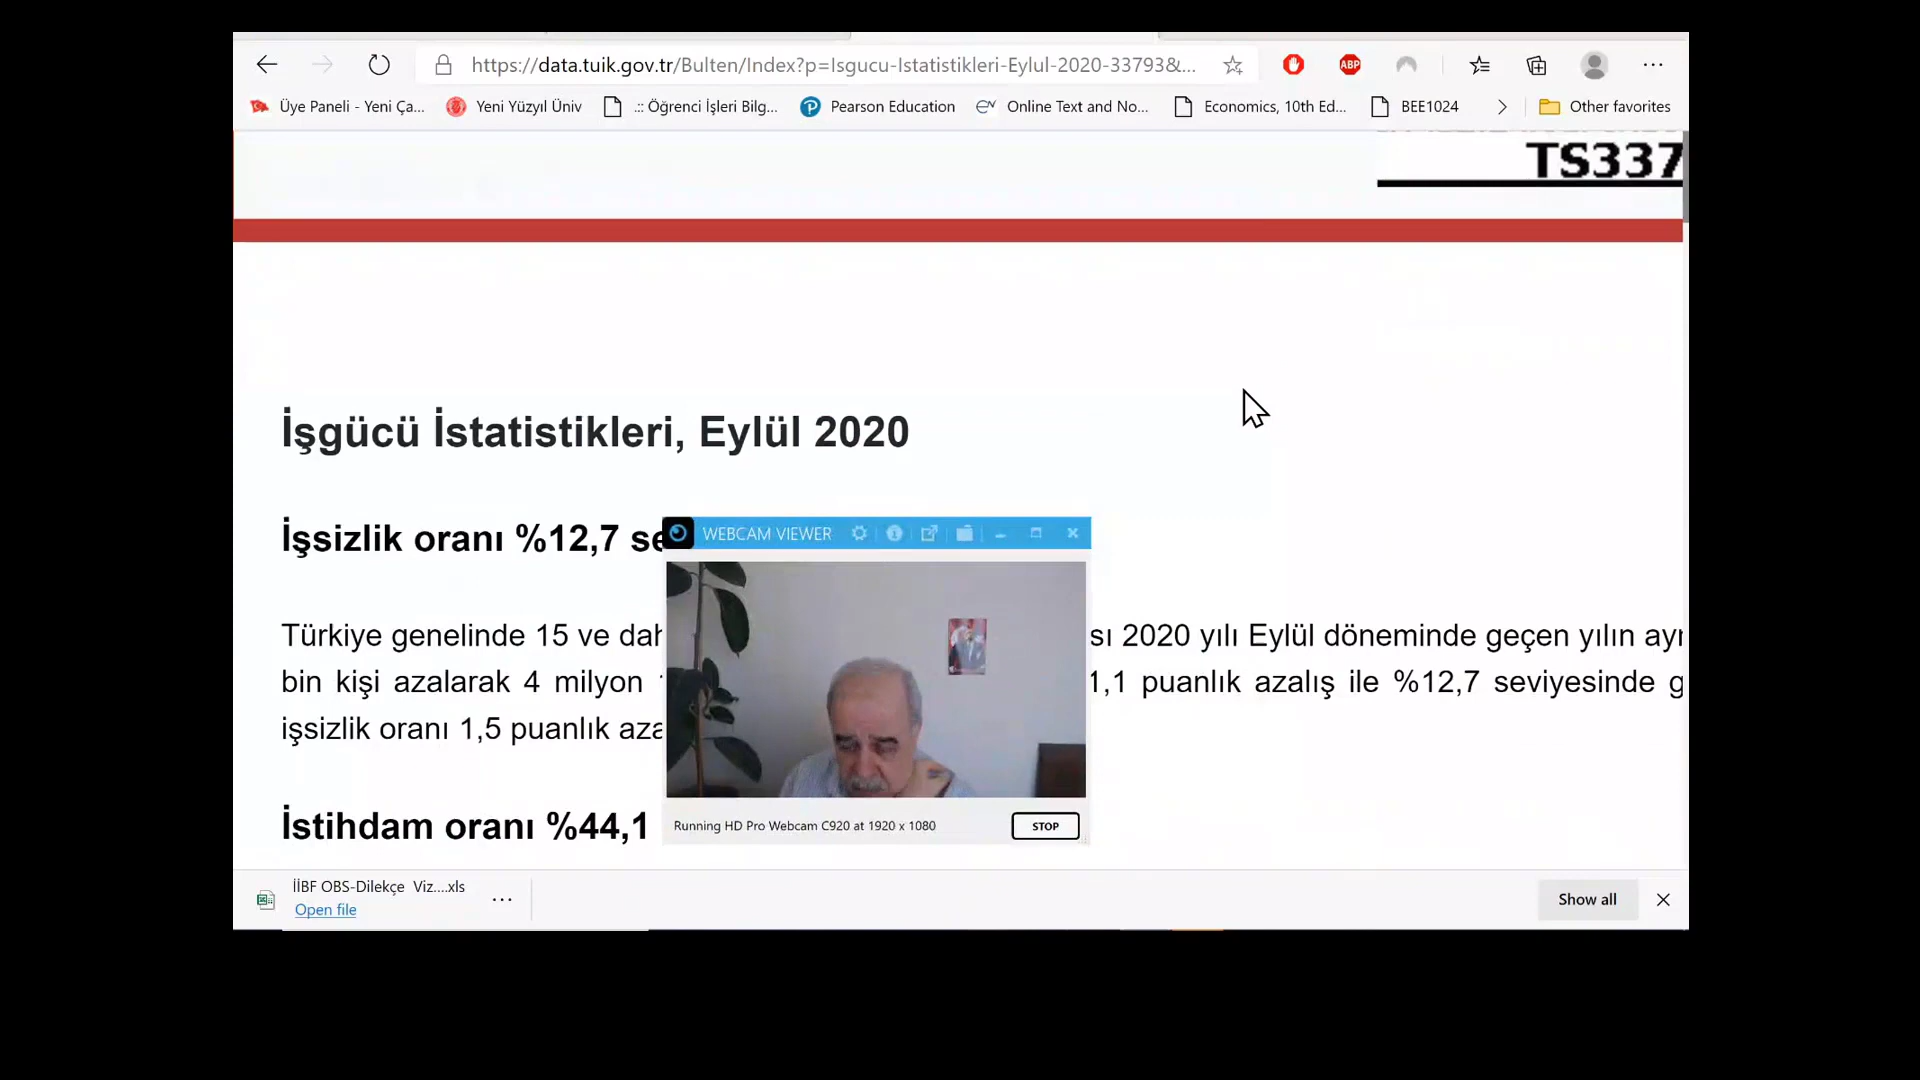 https://data.tuik.gov.tr/Bulten/Index?p=Isgucu-Istatistikleri-Eylul-2020-33793&...
ABP
Üye Paneli - Yeni Ça...
Yeni Yüzyıl Üniv
.:: Öğrenci İşleri Bilg...
Pearson Education
Online Text and No...
Economics, 10th Ed...
BEE1024
Other favorites
TS337
İşgücü İstatistikleri, Eylül 2020
İşsizlik oranı %12,7 se
WEBCAM VIEWER
Türkiye genelinde 15 ve dah sı 2020 yılı Eylül döneminde geçen yılın ayn
bin kişi azalarak 4 milyon 1,1 puanlık azalış ile %12,7 seviyesinde g
işsizlik oranı 1,5 puanlık aza
İstihdam oranı %44,1
Running HD Pro Webcam C920 at 1920 x 1080
STOP
İİBF OBS-Dilekçe Viz....xls
Open file
Show all